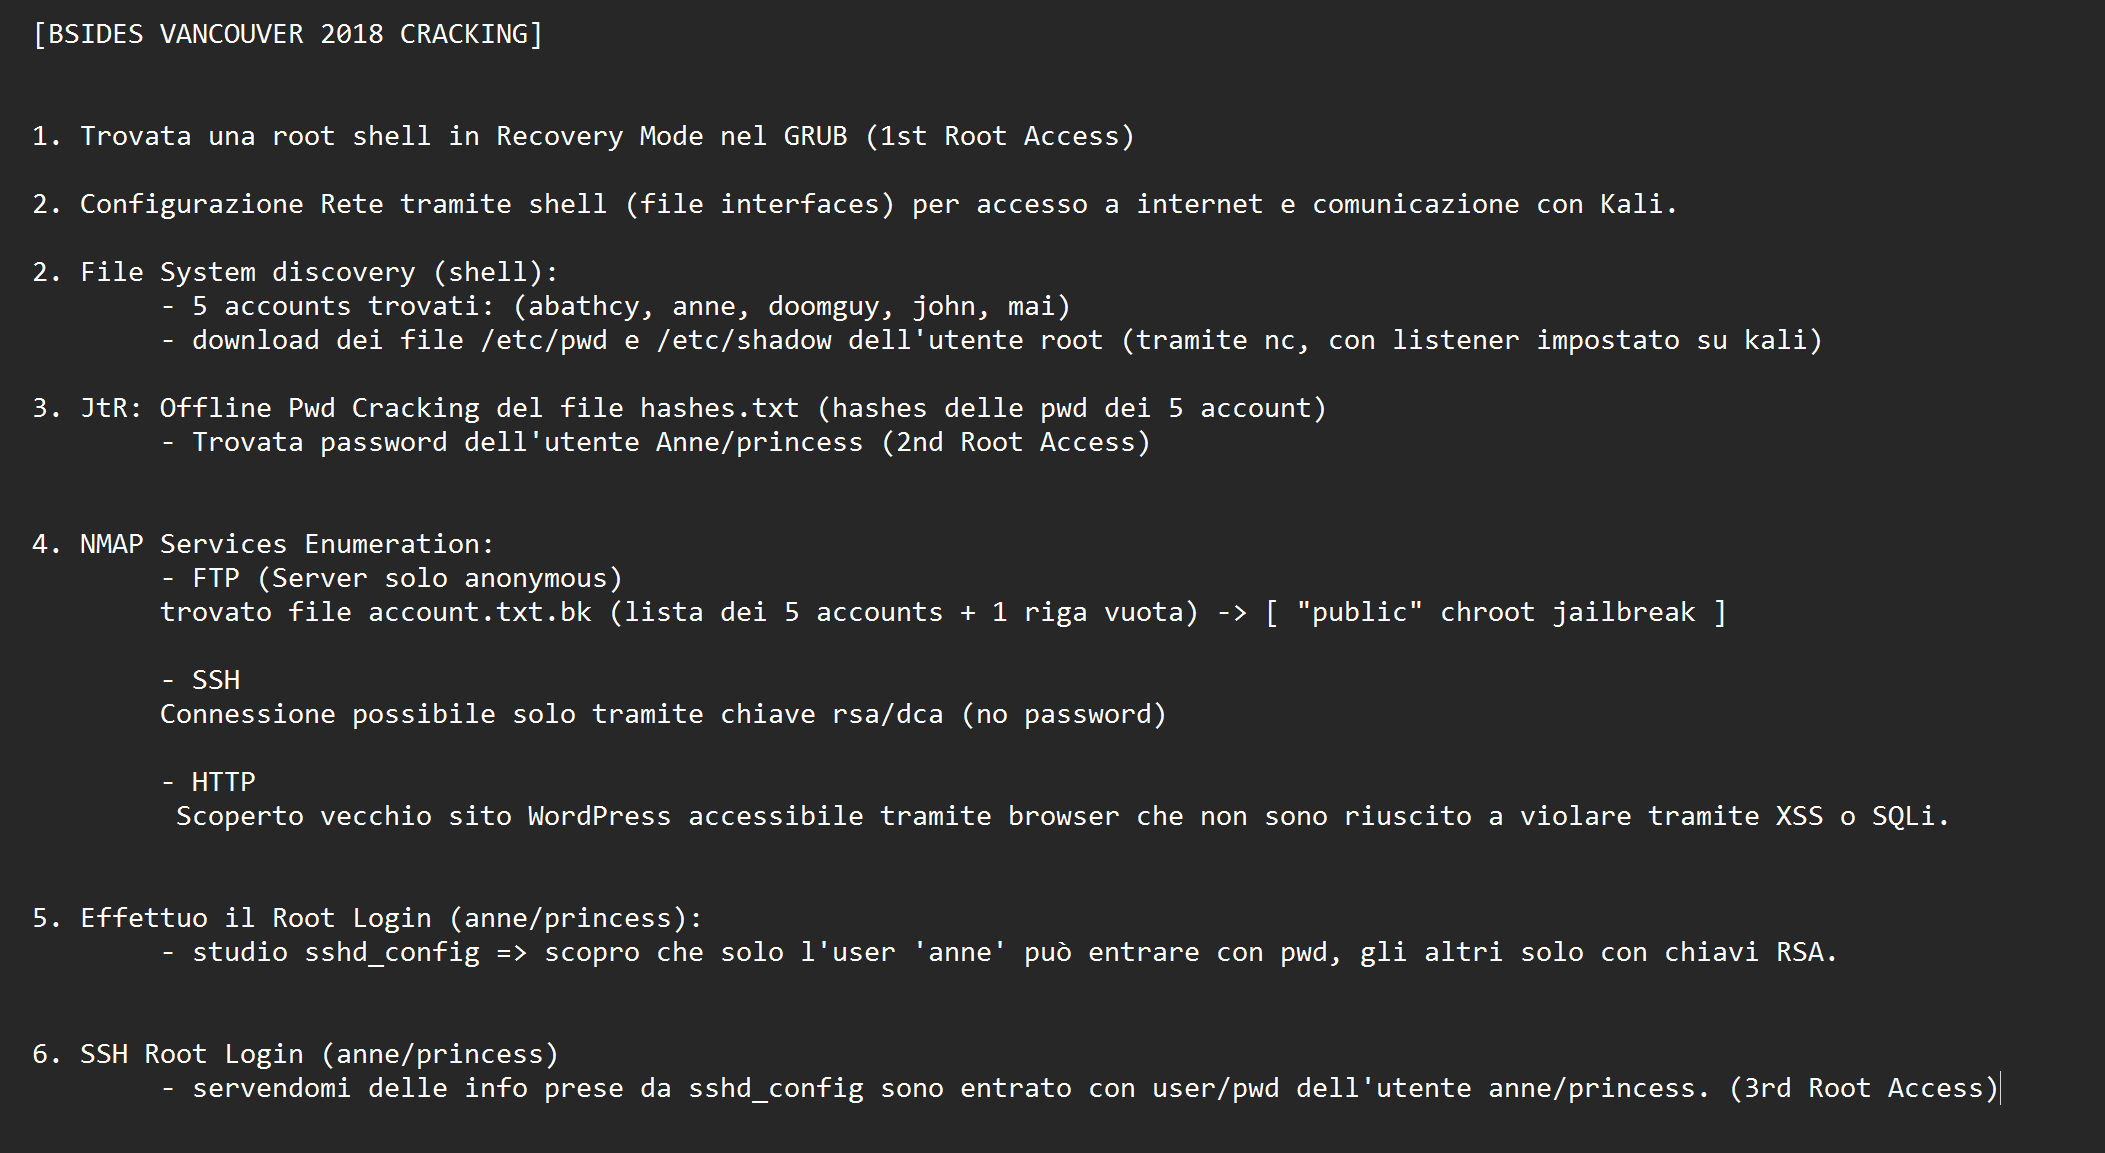 [BSIDES VANCOUVER 2018 CRACKING]
1. Trovata una root shell in Recovery Mode nel GRUB (1st Root Access)
2. Configurazione Rete tramite shell (file interfaces) per accesso a internet e comunicazione con Kali.
2. File System discovery (shell):
- 5 accounts trovati: (abathcy, anne, doomguy, john, mai)
- download dei file /etc/pwd e /etc/shadow dell'utente root (tramite nc, con listener impostato su kali)
3. JtR: Offline Pwd Cracking del file hashes.txt (hashes delle pwd dei 5 account)
- Trovata password dell'utente Anne/princess (2nd Root Access)
4. NMAP Services Enumeration:
- FTP (Server solo anonymous)
trovato file account.txt.bk (lista dei 5 accounts + 1 riga vuota) -> [ "public" chroot jailbreak ]
- SSH
Connessione possibile solo tramite chiave rsa/dca (no password)
- HTTP
Scoperto vecchio sito WordPress accessibile tramite browser che non sono riuscito a violare tramite XSS o SQLi.
5. Effettuo il Root Login (anne/princess):
- studio sshd_config => scopro che solo l'user 'anne' può entrare con pwd, gli altri solo con chiavi RSA.
6. SSH Root Login (anne/princess)
- servendomi delle info prese da sshd_config sono entrato con user/pwd dell'utente anne/princess. (3rd Root Access)